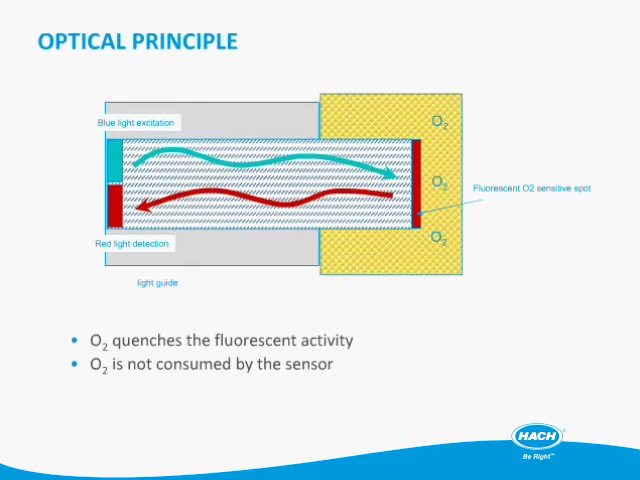 OPTICAL PRINCIPLE
Blue light excitation
O2
O2
Fluorescent O2 sensitive spot
O2
Red light detection
light guide
• O2 quenches the fluorescent activity
• O2 is not consumed by the sensor
HACH®
Be Right™